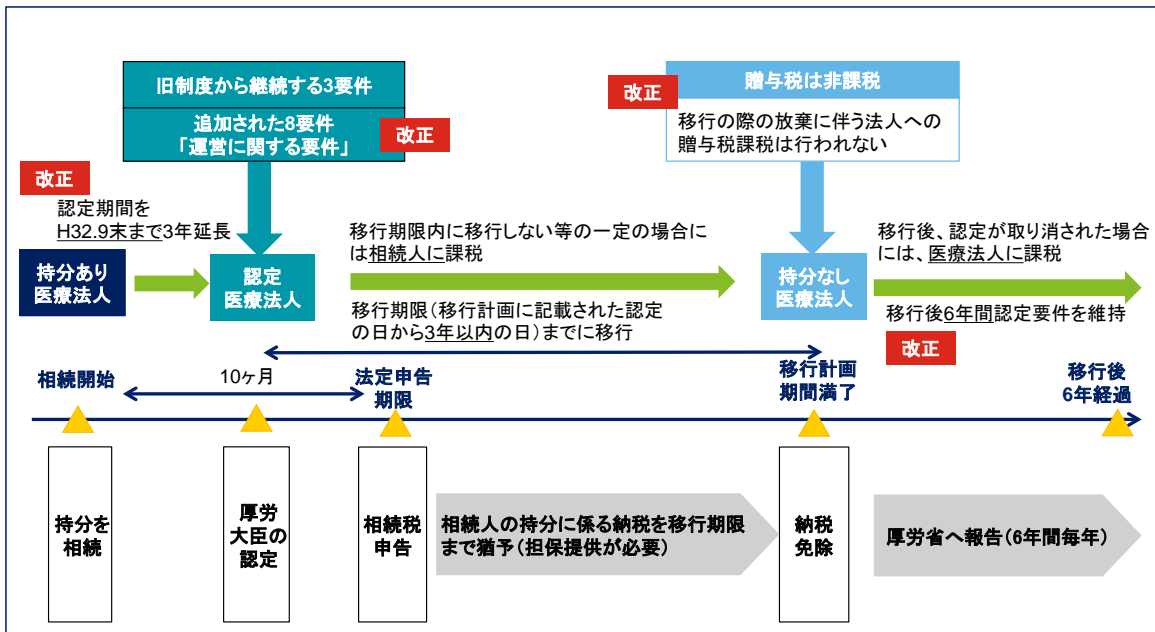 旧制度から継続する3要件
追加された8要件
「運営に関する要件」
改正
改正
贈与税は非課税
移行の際の放棄に伴う法人への
贈与税課税は行われない
改正
認定期間を
H32.9末まで3年延長
持分あり
医療法人
認定
医療法人
移行期限内に移行しない等の一定の場合に
は相続人に課税
移行期限(移行計画に記載された認定
の日から3年以内の日)までに移行
持分なし
医療法人
移行後、認定が取り消された場合
には、医療法人に課税
移行後6年間認定要件を維持
改正
相続開始
10ヶ月
法定申告
期限
移行計画
期間満了
移行後
6年経過
持分を
相続
厚労
大臣の
認定
相続税
申告
相続人の持分に係る納税を移行期限
まで猶予(担保提供が必要)
納税
免除
厚労省へ報告(6年間毎年)